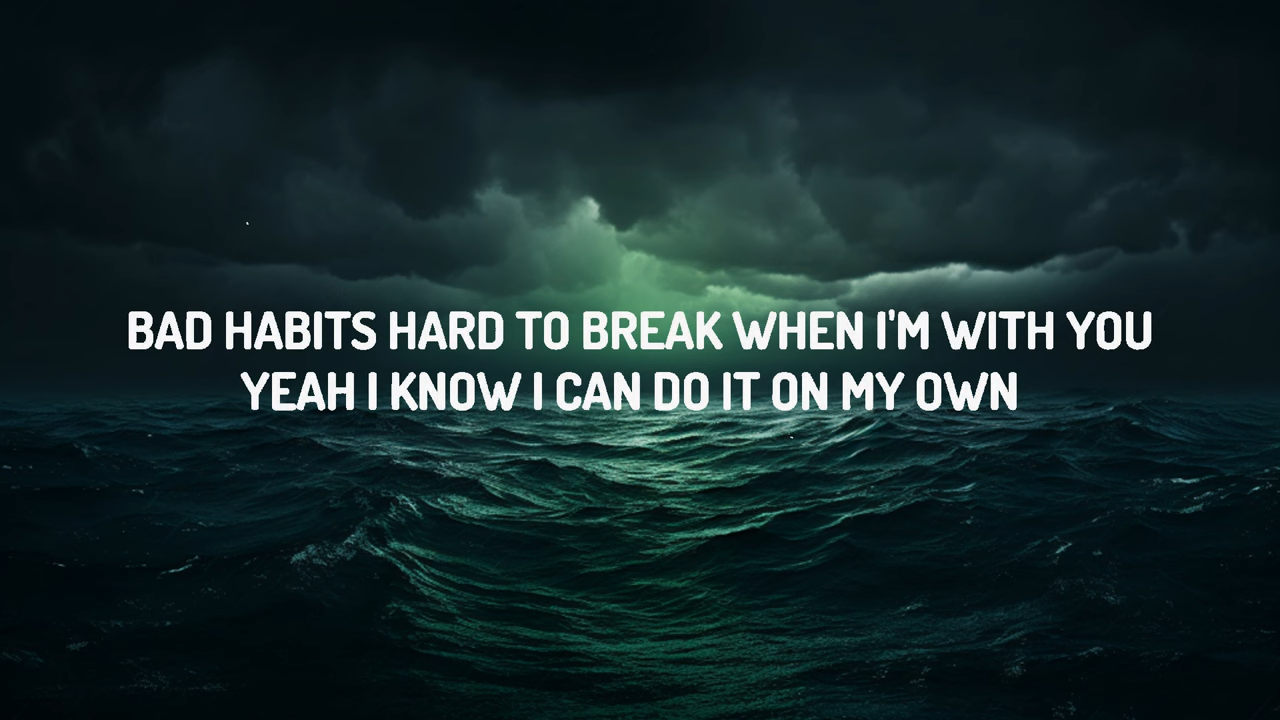 BAD HABITS HARD TO BREAK WHEN I'M WITH YOU
YEAH I KNOW I CAN DO IT ON MY OWN